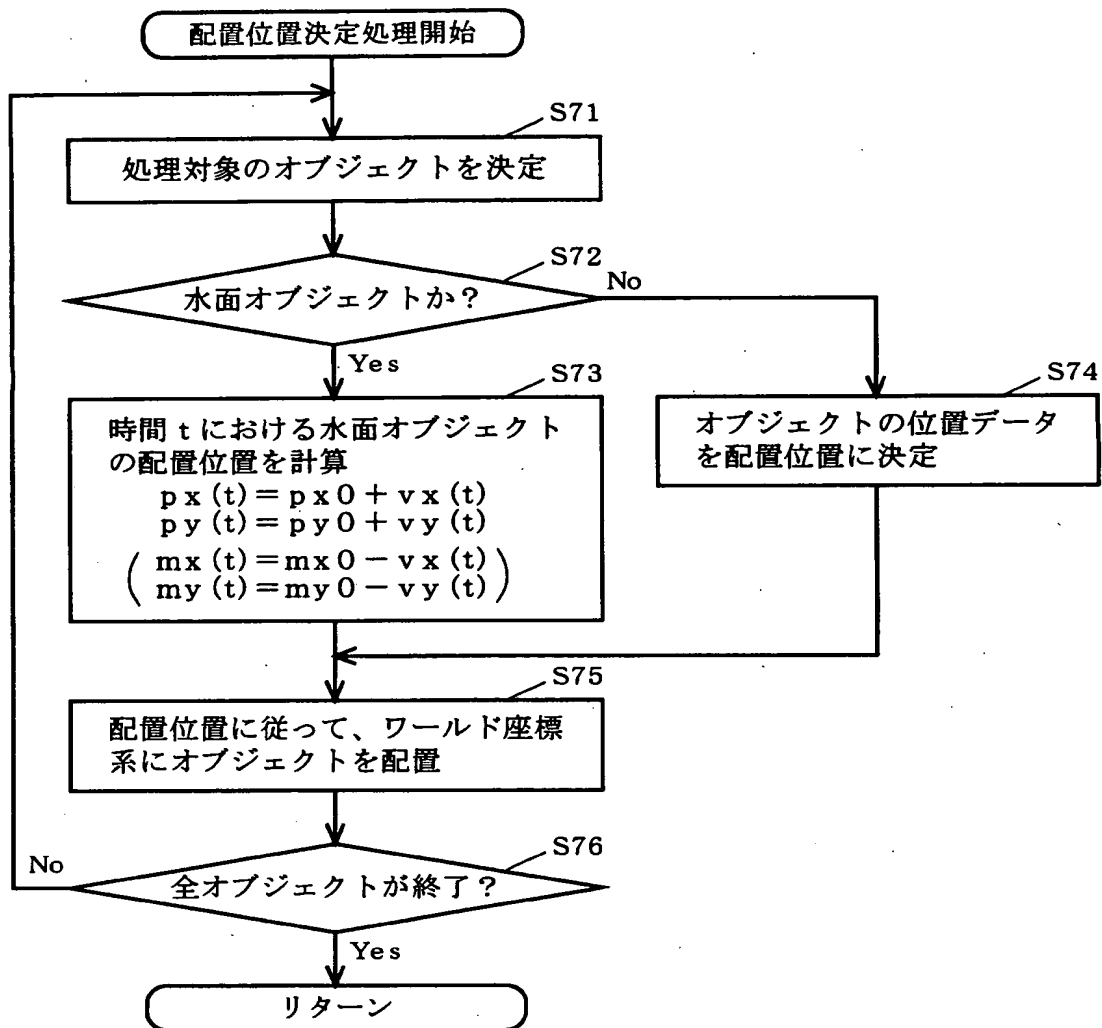 配置位置決定処理開始
S71
処理対象のオブジェクトを決定
S72
水面オブジェクトか?
No
Yes
S73
時間tにおける水面オブジェクト
の配置位置を計算
px(t)=px0+vx(t)
py(t)=py0+vy(t)
(mx(t)=mx0-vx(t)
my(t)=my0-vy(t))
S74
オブジェクトの位置データ
を配置位置に決定
S75
配置位置に従って、ワールド座標
系にオブジェクトを配置
S76
全オブジェクトが終了?
No
Yes
リターン